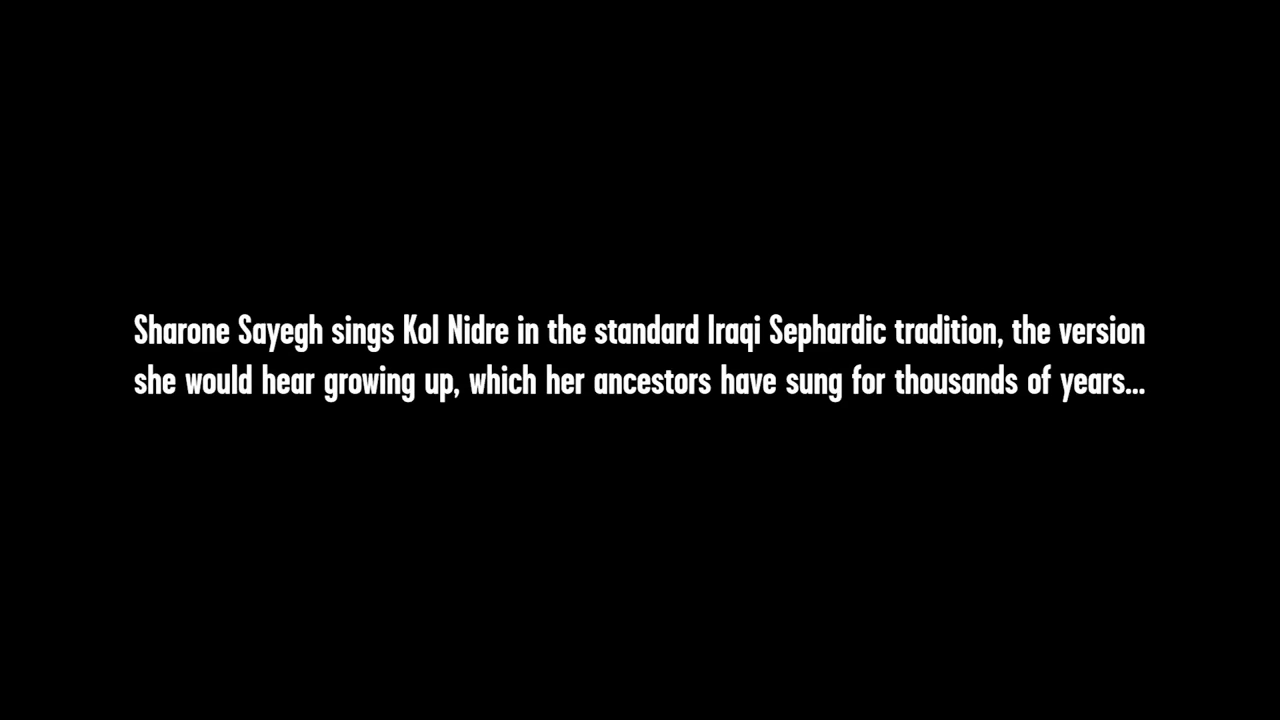 Sharone Sayegh sings Kol Nidre in the standard Iraqi Sephardic tradition, the version
she would hear growing up, which her ancestors have sung for thousands of years...